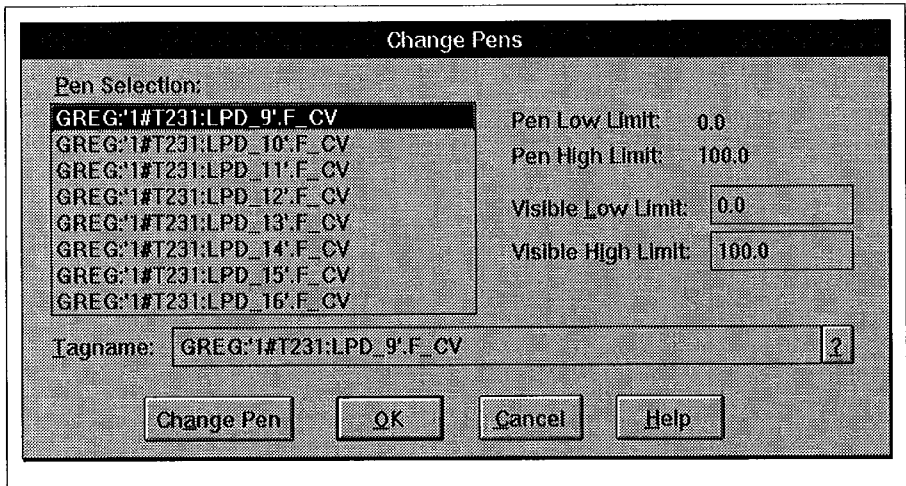 Change Pens
Pen Selection:
GREG:'1#T231:LPD_9'.F_CV
GREG:'1#T231:LPD_10'.F_CV
GREG:'1#T231:LPD_11'.F_CV
GREG:'1#T231:LPD_12'.F_CV
GREG:'1#T231:LPD_13'.F_CV
GREG:'1#T231:LPD_14'.F_CV
GREG:'1#T231:LPD_15'.F_CV
GREG:'1#T231:LPD_16'.F_CV
Pen Low Limit: 0.0
Pen High Limit: 100.0
Visible Low Limit: 0.0
Visible High Limit: 100.0
Tagname: GREG:'1#T231:LPD_9'.F_CV ?
Change Pen OK Cancel Help